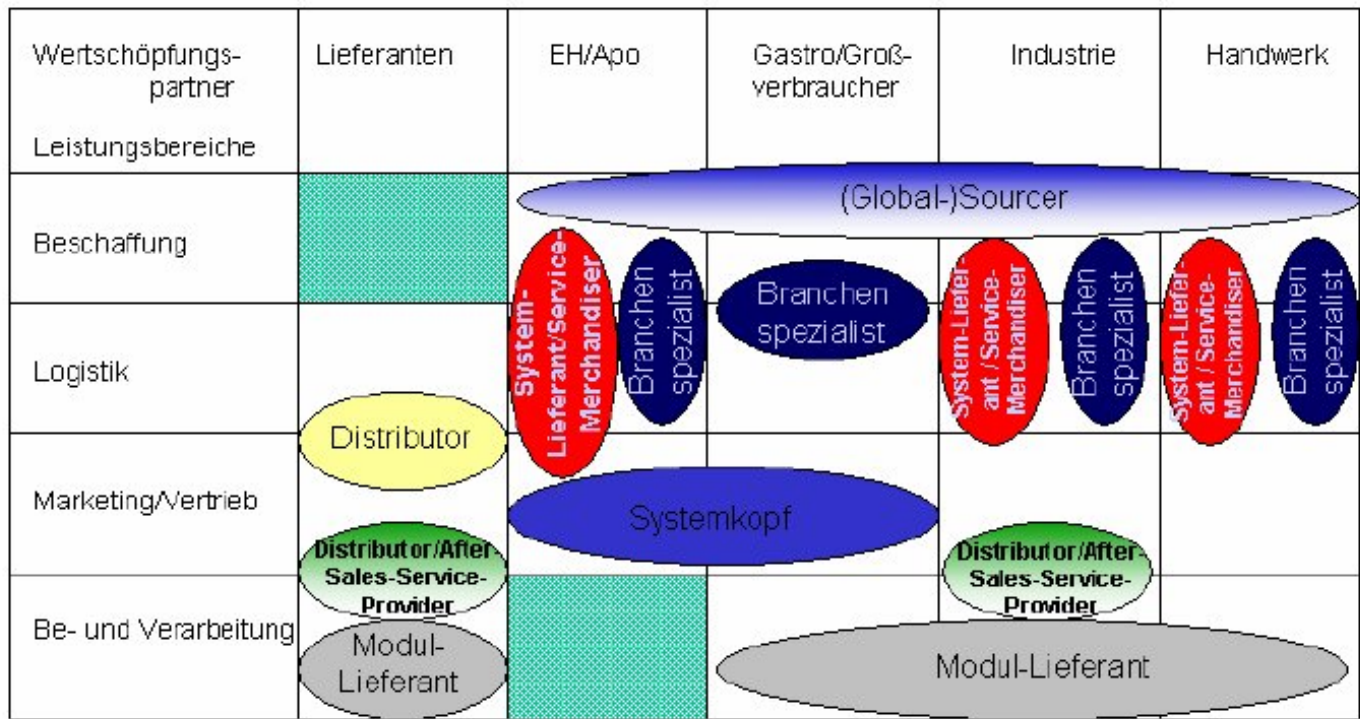 Wertschöpfungs-
partner
Leistungsbereiche
Lieferanten
EH/Apo
Gastro/Groß-
verbraucher
Industrie
Handwerk
Beschaffung
(Global-)Sourcer
System-
Lieferant/Service-
Merchandiser
Branchen
spezialist
Branchen
spezialist
System-Liefer-
ant / Service-
Merchandiser
Branchen
spezialist
System-Liefer-
ant / Service-
Merchandiser
Branchen
spezialist
Logistik
Distributor
Marketing/Vertrieb
Systemkopf
Distributor/After-
Sales-Service-
Provider
Distributor/After-
Sales-Service-
Provider
Be- und Verarbeitung
Modul-
Lieferant
Modul-Lieferant